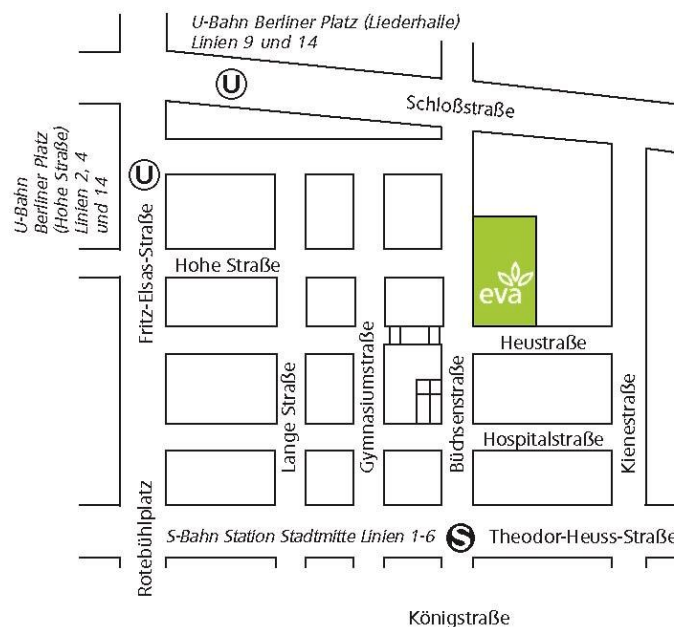 U-Bahn Berliner Platz (Liederhalle)
Linien 9 und 14
U
Schloßstraße
U-Bahn
Berliner Platz
(Hohe Straße)
Linien 2, 4
und 14
U
Fritz-Elsas-Straße
Hohe Straße
eva
Heustraße
Lange Straße
Gymnasiumstraße
Büchsenstraße
Hospitalstraße
Kienestraße
Rotebühlplatz
S-Bahn Station Stadtmitte Linien 1-6
S
Theodor-Heuss-Straße
Königstraße